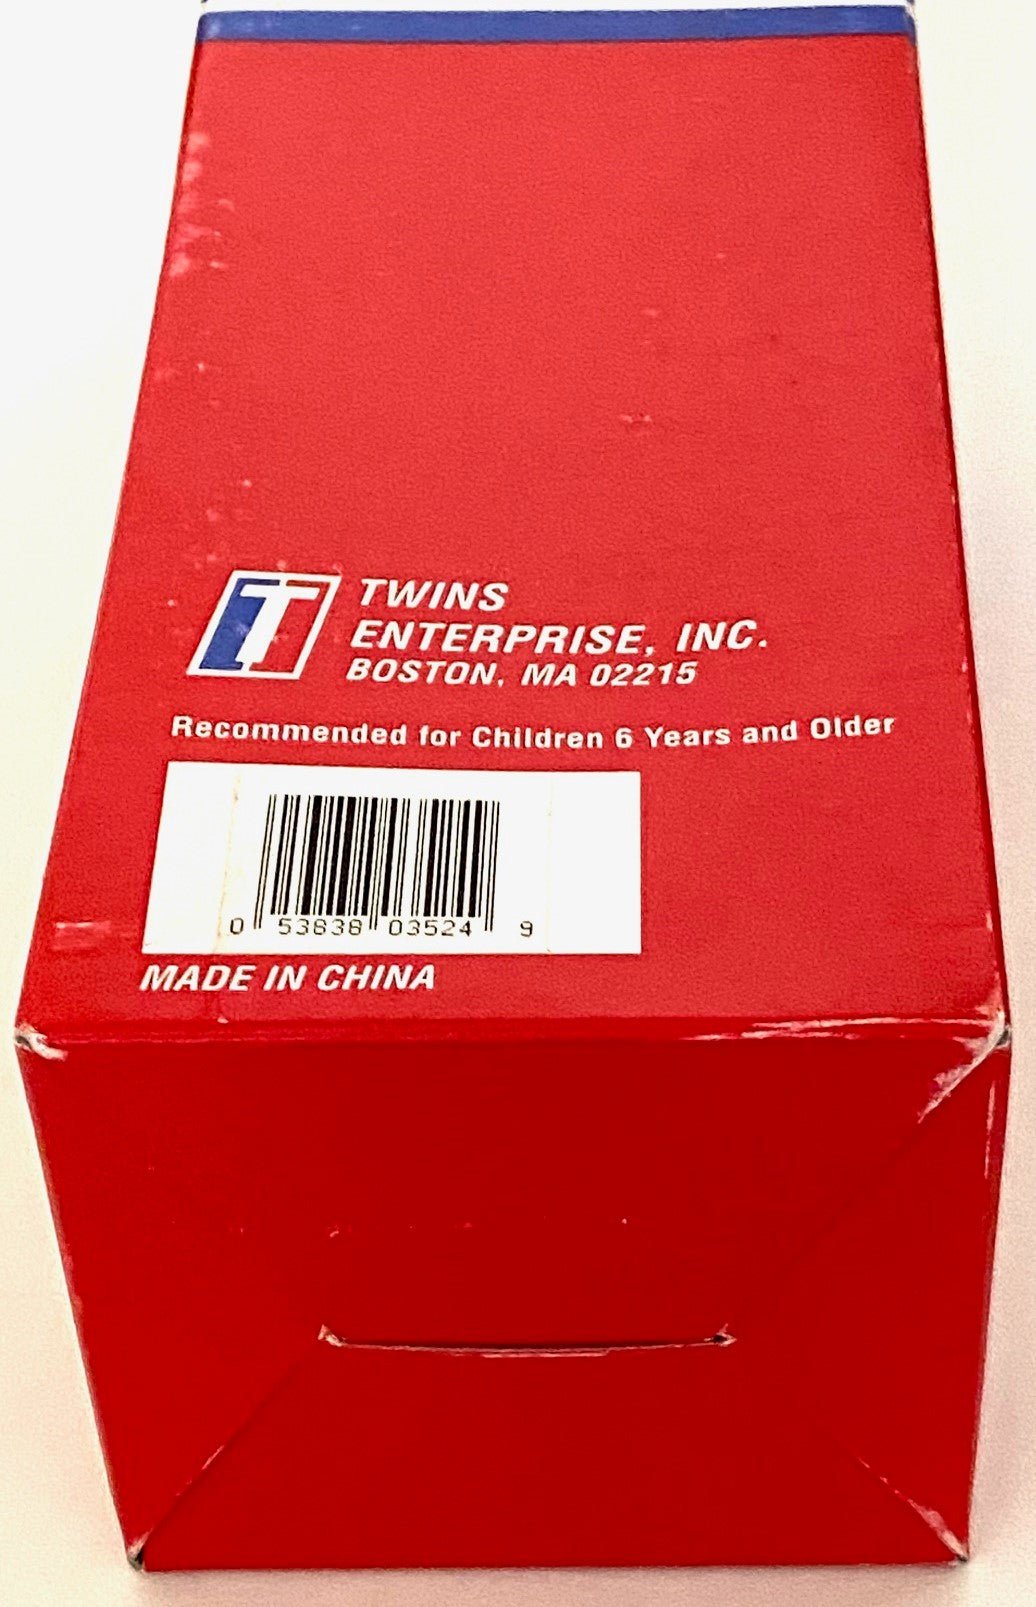 T
TWINS
ENTERPRISE, INC.
BOSTON, MA 02215
Recommended for Children 6 Years and Older
0 53838 03524 9
MADE IN CHINA